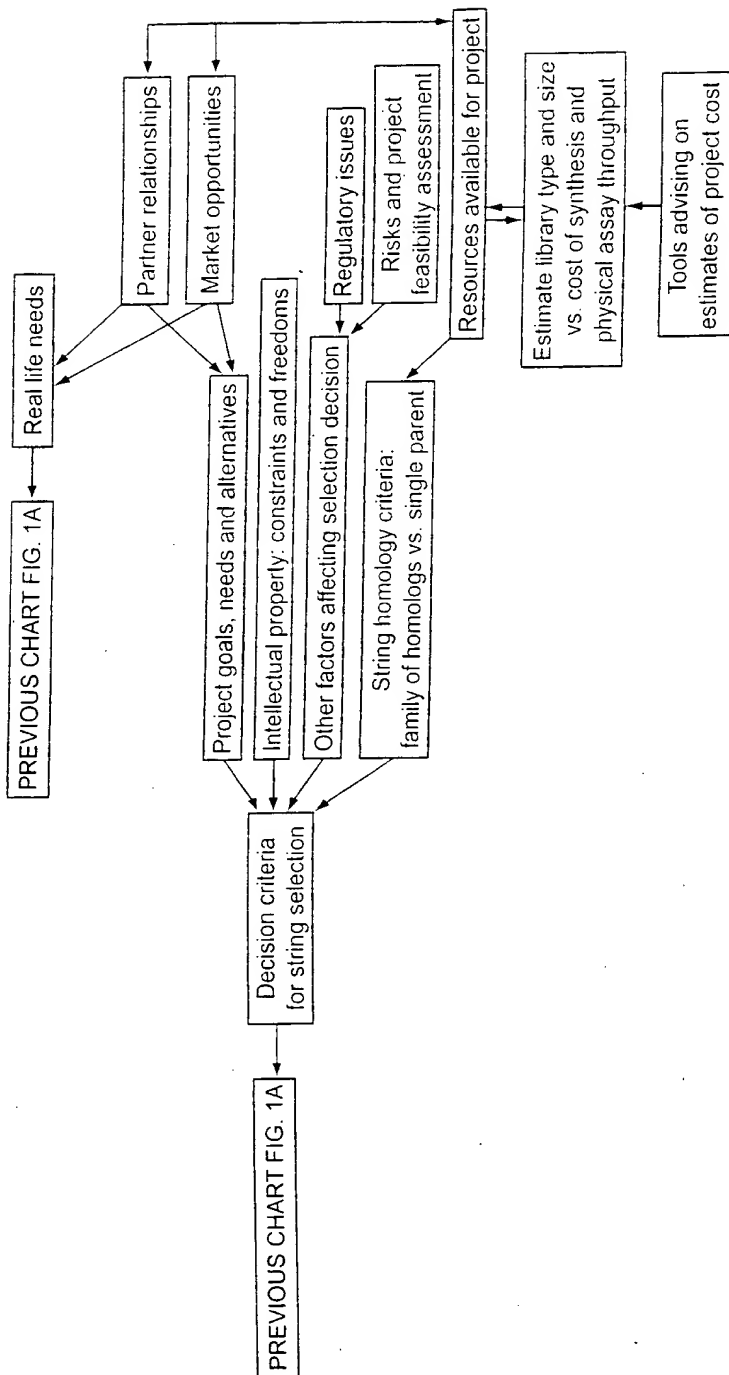 PREVIOUS CHART FIG. 1A
Real life needs
Partner relationships
Market opportunities
PREVIOUS CHART FIG. 1A
Decision criteria
for string selection
Project goals, needs and alternatives
Intellectual property: constraints and freedoms
Other factors affecting selection decision
Regulatory issues
Risks and project
feasibility assessment
String homology criteria:
family of homologs vs. single parent
Resources available for project
Estimate library type and size
vs. cost of synthesis and
physical assay throughput
Tools advising on
estimates of project cost